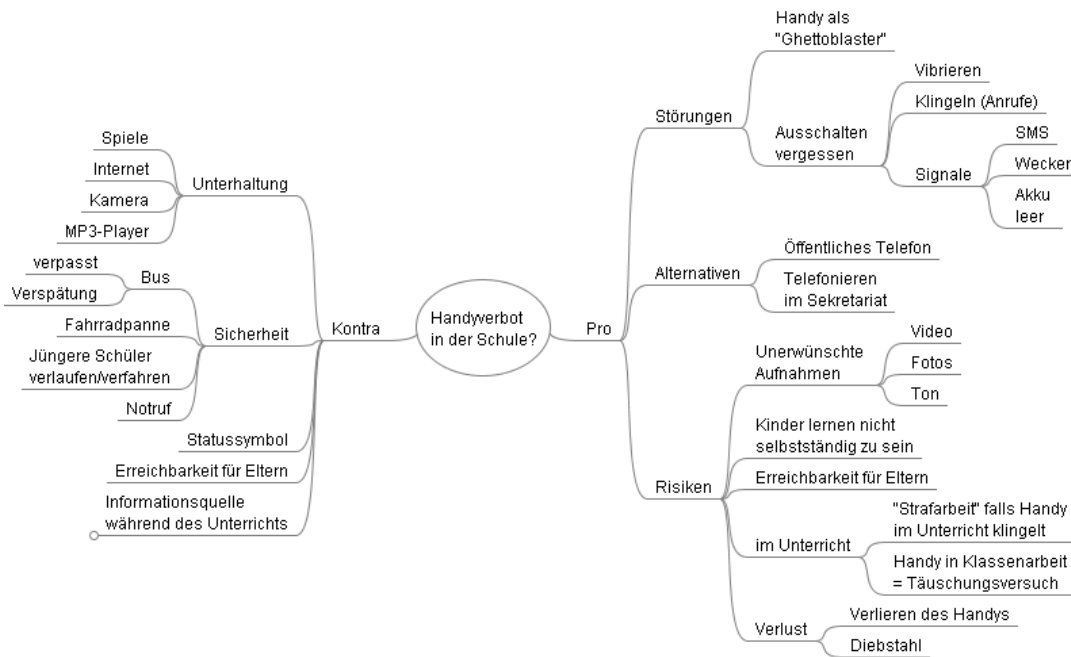 Handyverbot
in der Schule?
Kontra
Unterhaltung
Spiele
Internet
Kamera
MP3-Player
Sicherheit
Bus
verpasst
Verspätung
Fahrradpanne
Jüngere Schüler
verlaufen/verfahren
Notruf
Statussymbol
Erreichbarkeit für Eltern
Informationsquelle
während des Unterrichts
Pro
Störungen
Handy als
"Ghettoblaster"
Ausschalten
vergessen
Vibrieren
Klingeln (Anrufe)
Signale
SMS
Wecker
Akku
leer
Alternativen
Öffentliches Telefon
Telefonieren
im Sekretariat
Risiken
Unerwünschte
Aufnahmen
Video
Fotos
Ton
Kinder lernen nicht
selbstständig zu sein
Erreichbarkeit für Eltern
im Unterricht
"Strafarbeit" falls Handy
im Unterricht klingelt
Handy in Klassenarbeit
= Täuschungsversuch
Verlust
Verlieren des Handys
Diebstahl